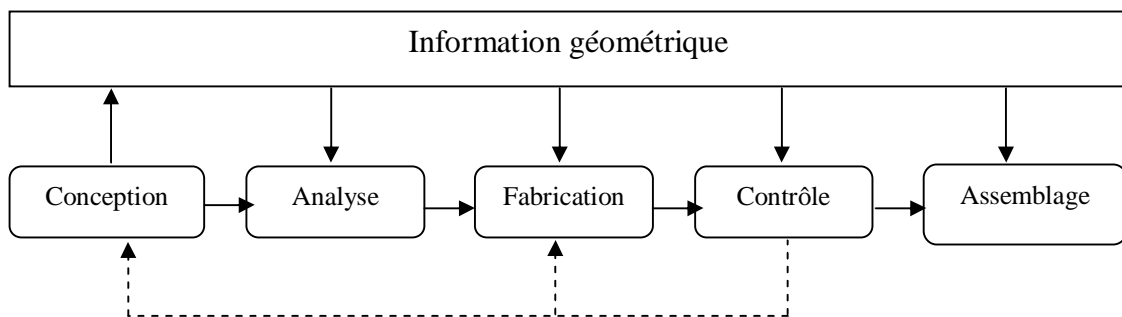 Information géométrique
Conception
Analyse
Fabrication
Contrôle
Assemblage